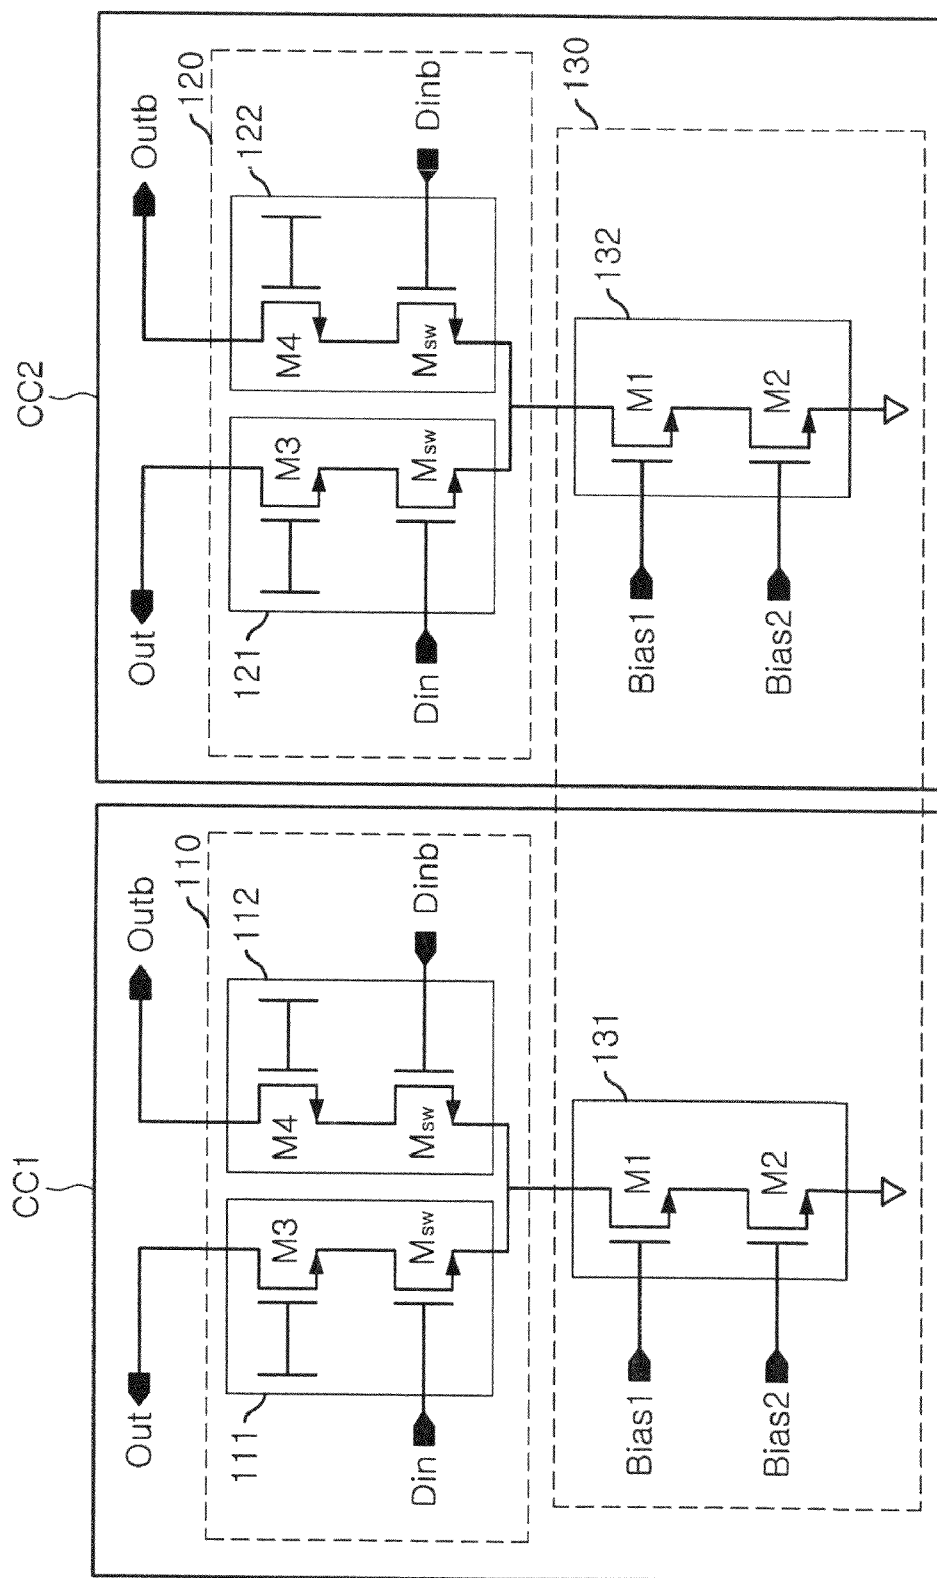 CC1
CC2
Out
Outb
Out
Outb
110
120
111
112
121
122
M3
M4
M3
M4
Din
Msw
Msw
Dinb
Din
Msw
Msw
Dinb
130
131
132
Bias1
M1
Bias1
M1
Bias2
M2
Bias2
M2